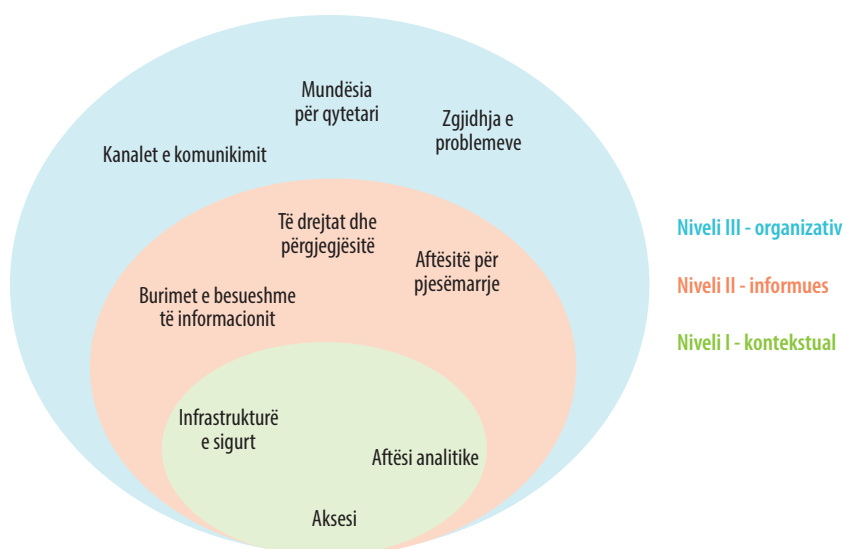 Mundësia
për qytetari
Zgjidhja e
problemeve
Kanalet e komunikimit
Të drejtat dhe
përgjegjësitë
Aftësitë për
pjesëmarrje
Burimet e besueshme
të informacionit
Infrastrukturë
e sigurt
Aftësi analitike
Aksesi
Niveli III - organizativ
Niveli II - informues
Niveli I - kontekstual